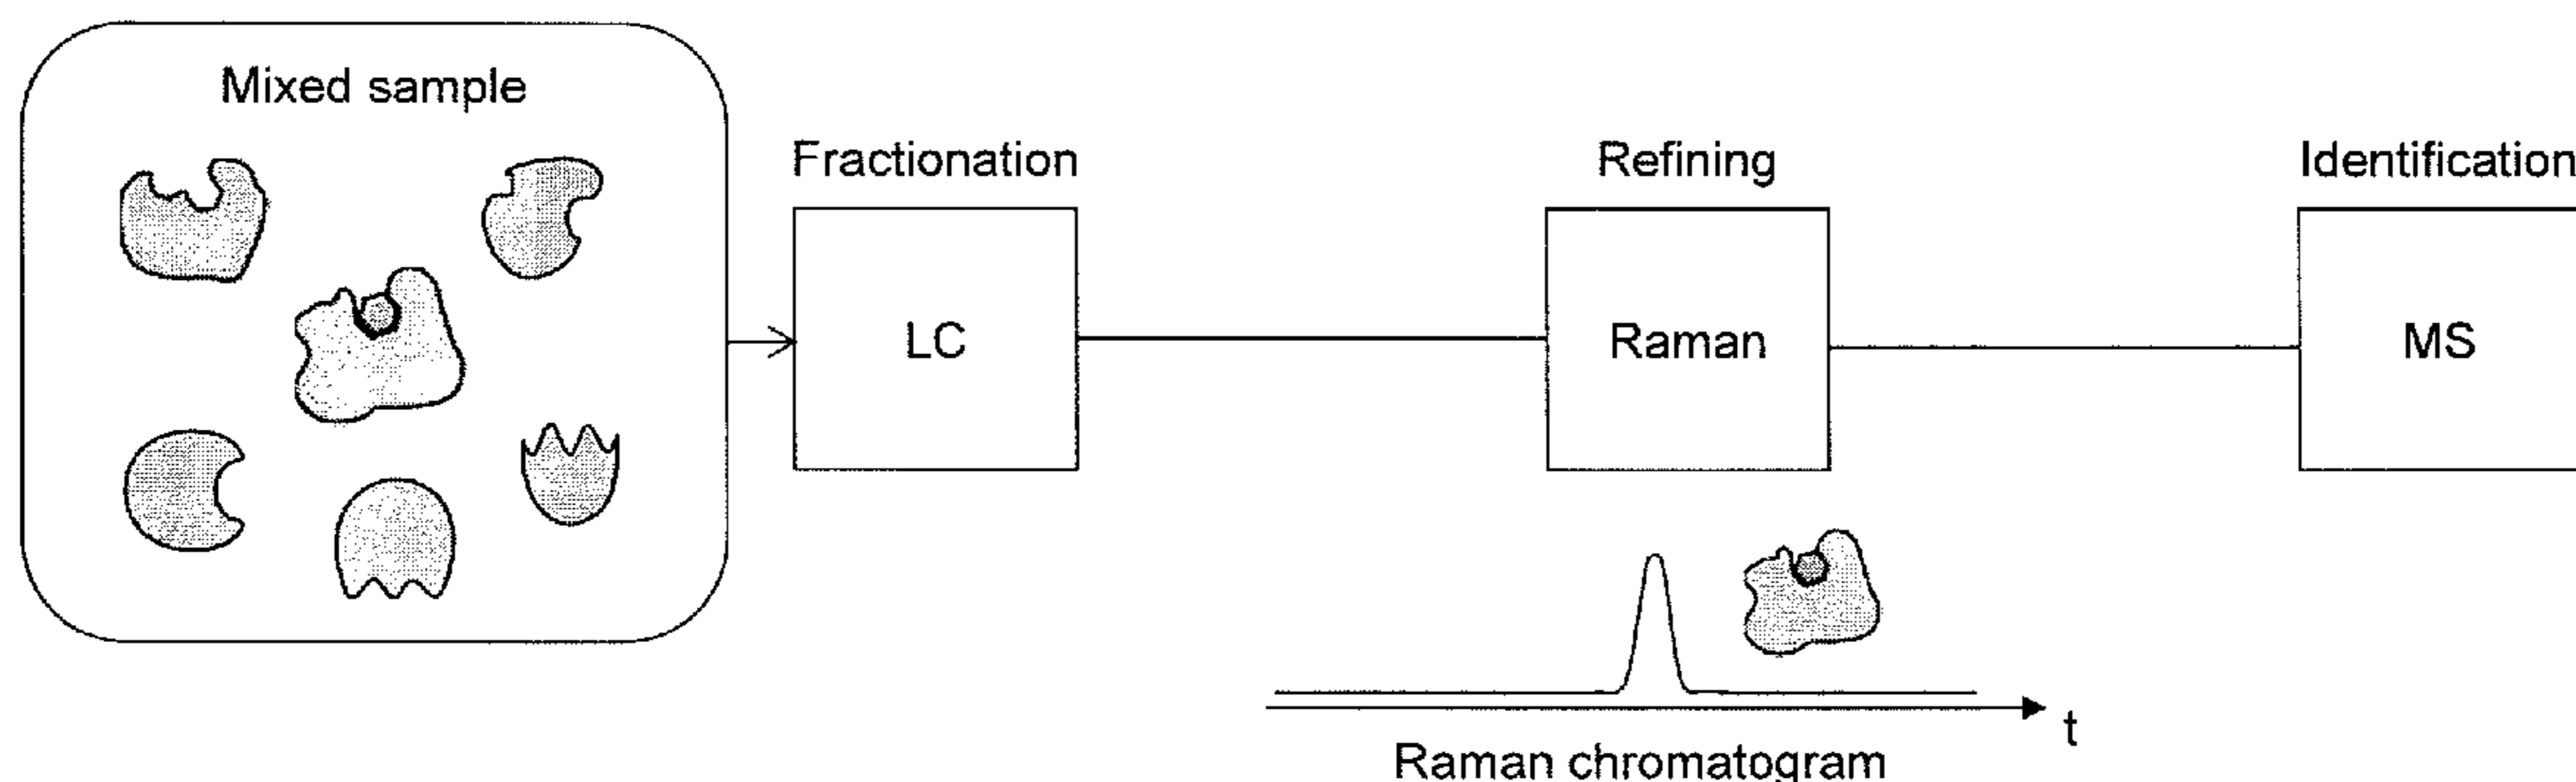 Mixed sample
Fractionation
Refining
Identification
LC
Raman
MS
t
Raman chromatogram